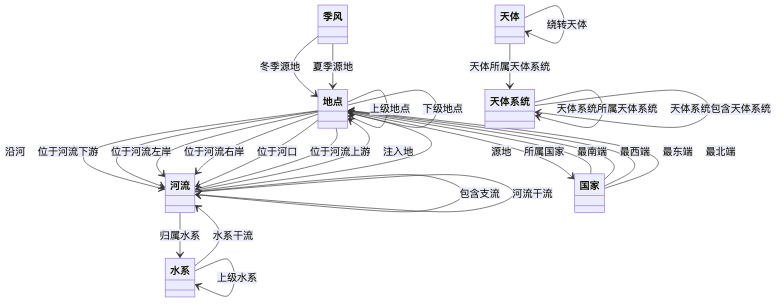 季风
天体
绕转天体
冬季源地
夏季源地
天体所属天体系统
地点
上级地点
下级地点
天体系统
天体系统所属天体系统
天体系统包含天体系统
沿河
位于河流下游
位于河流左岸
位于河流右岸
位于河口
位于河流上游
注入地
源地
所属国家
最南端
最西端
最东端
最北端
河流
包含支流
河流干流
国家
归属水系
水系干流
水系
上级水系